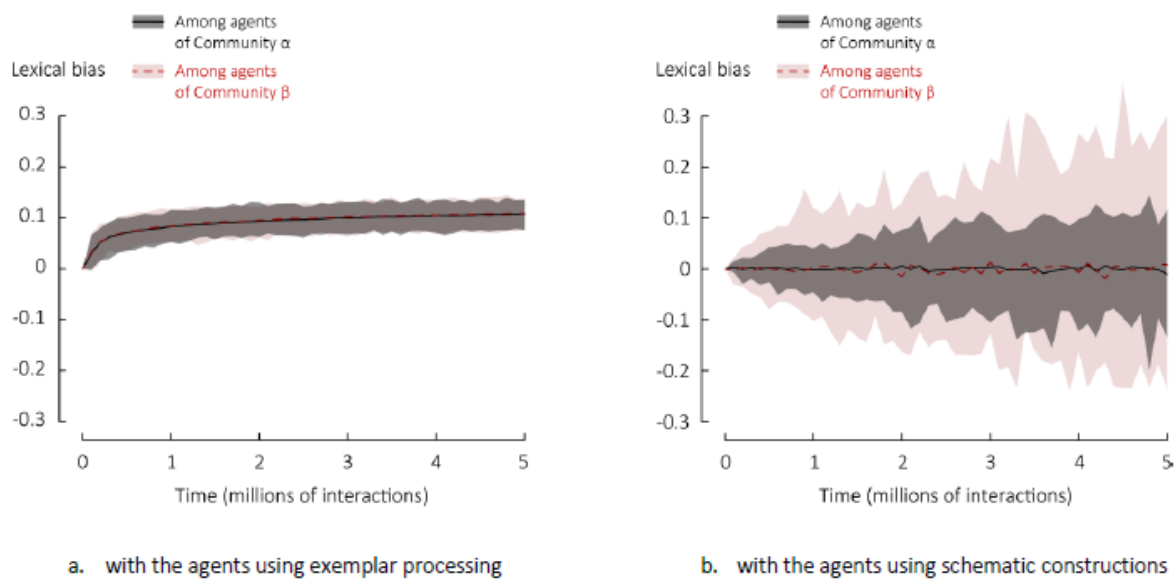 Among agents
of Community α
Lexical bias
Among agents
of Community β
0.3
0.2
0.1
0
-0.1
-0.2
-0.3
0 1 2 3 4 5
Time (millions of interactions)
a. with the agents using exemplar processing
Among agents
of Community α
Lexical bias
Among agents
of Community β
0.3
0.2
0.1
0
-0.1
-0.2
-0.3
0 1 2 3 4 5
Time (millions of interactions)
b. with the agents using schematic constructions